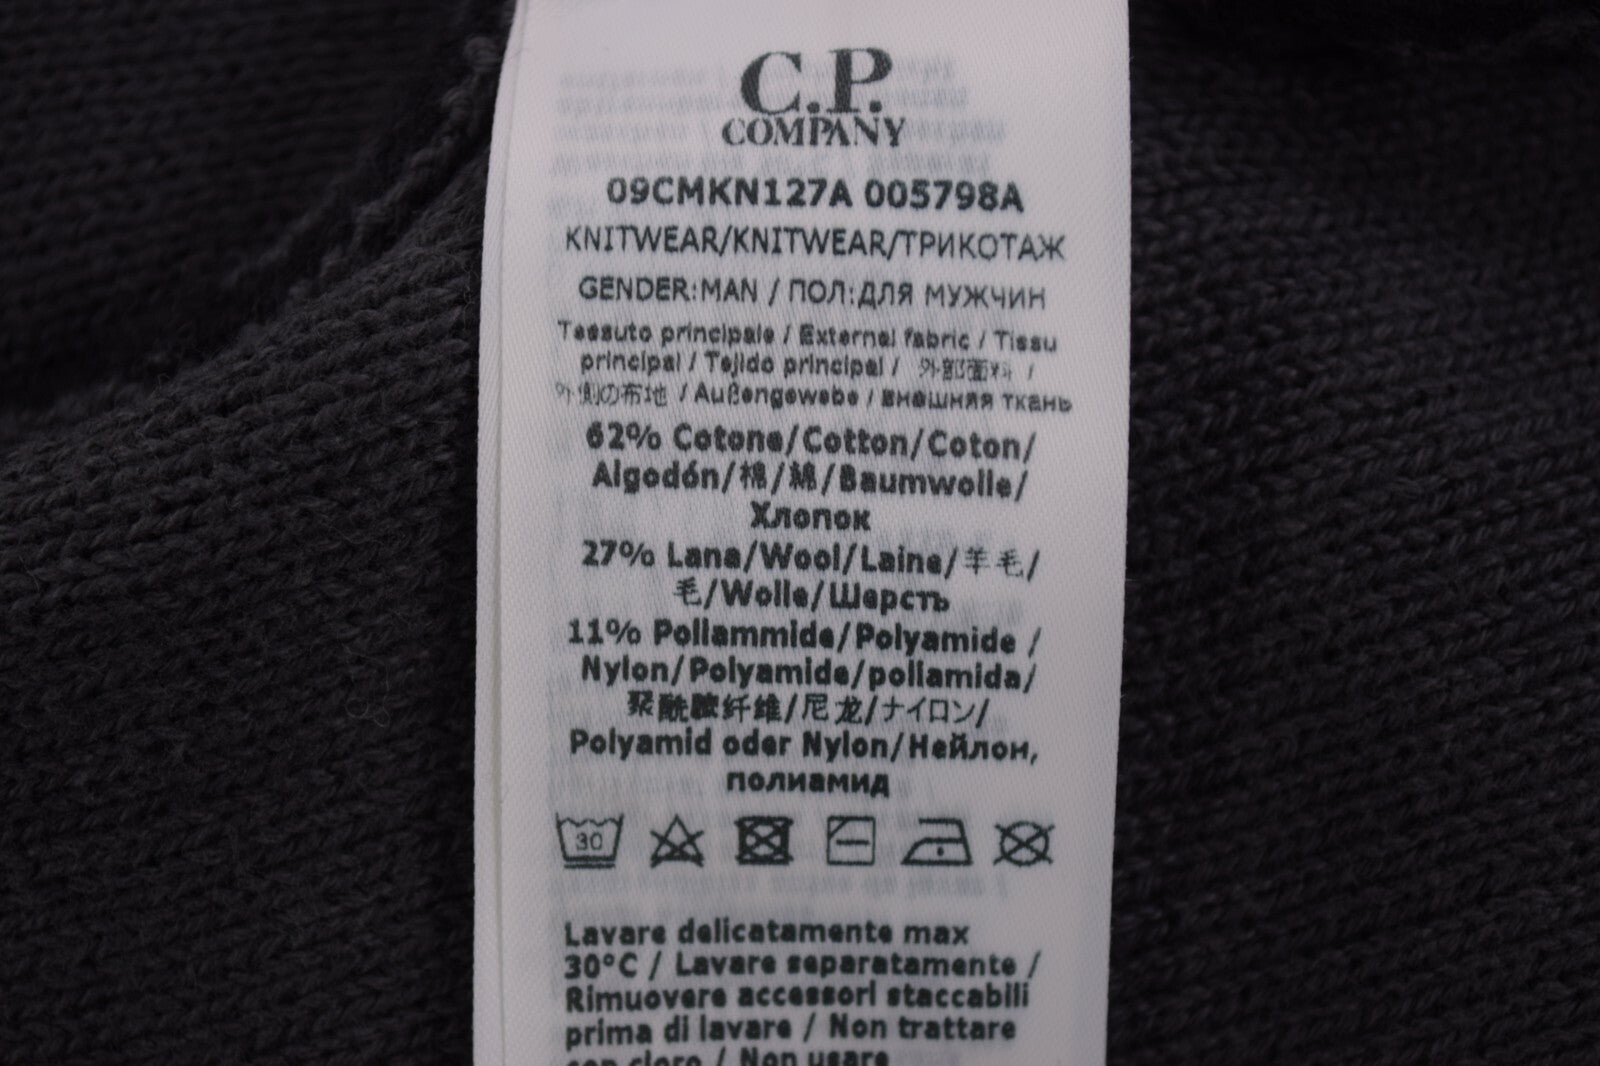 C.P.
COMPANY
09CMKN127A 005798A
KNITWEAR/KNITWEAR/ТРИКОТАЖ
GENDER:MAN / ПОЛ:ДЛЯ МУЖЧИН
Tessuto principale / External fabric / Tissu
principal / Tejido principal / 外部面料 /
外側の布地 / Außengewebe / внешняя ткань
62% Cotone/Cotton/Coton/
Algodón/棉/綿/Baumwolle/
Хлопок
27% Lana/Wool/Laine/羊毛/
毛/Wolle/Шерсть
11% Poliammide/Polyamide /
Nylon/Polyamide/poliamida/
聚酰胺纤维/尼龙/ナイロン/
Polyamid oder Nylon/Нейлон,
полиамид
30
Lavare delicatamente max
30°C / Lavare separatamente /
Rimuovere accessori staccabili
prima di lavare / Non trattare
con cloro / Non usare